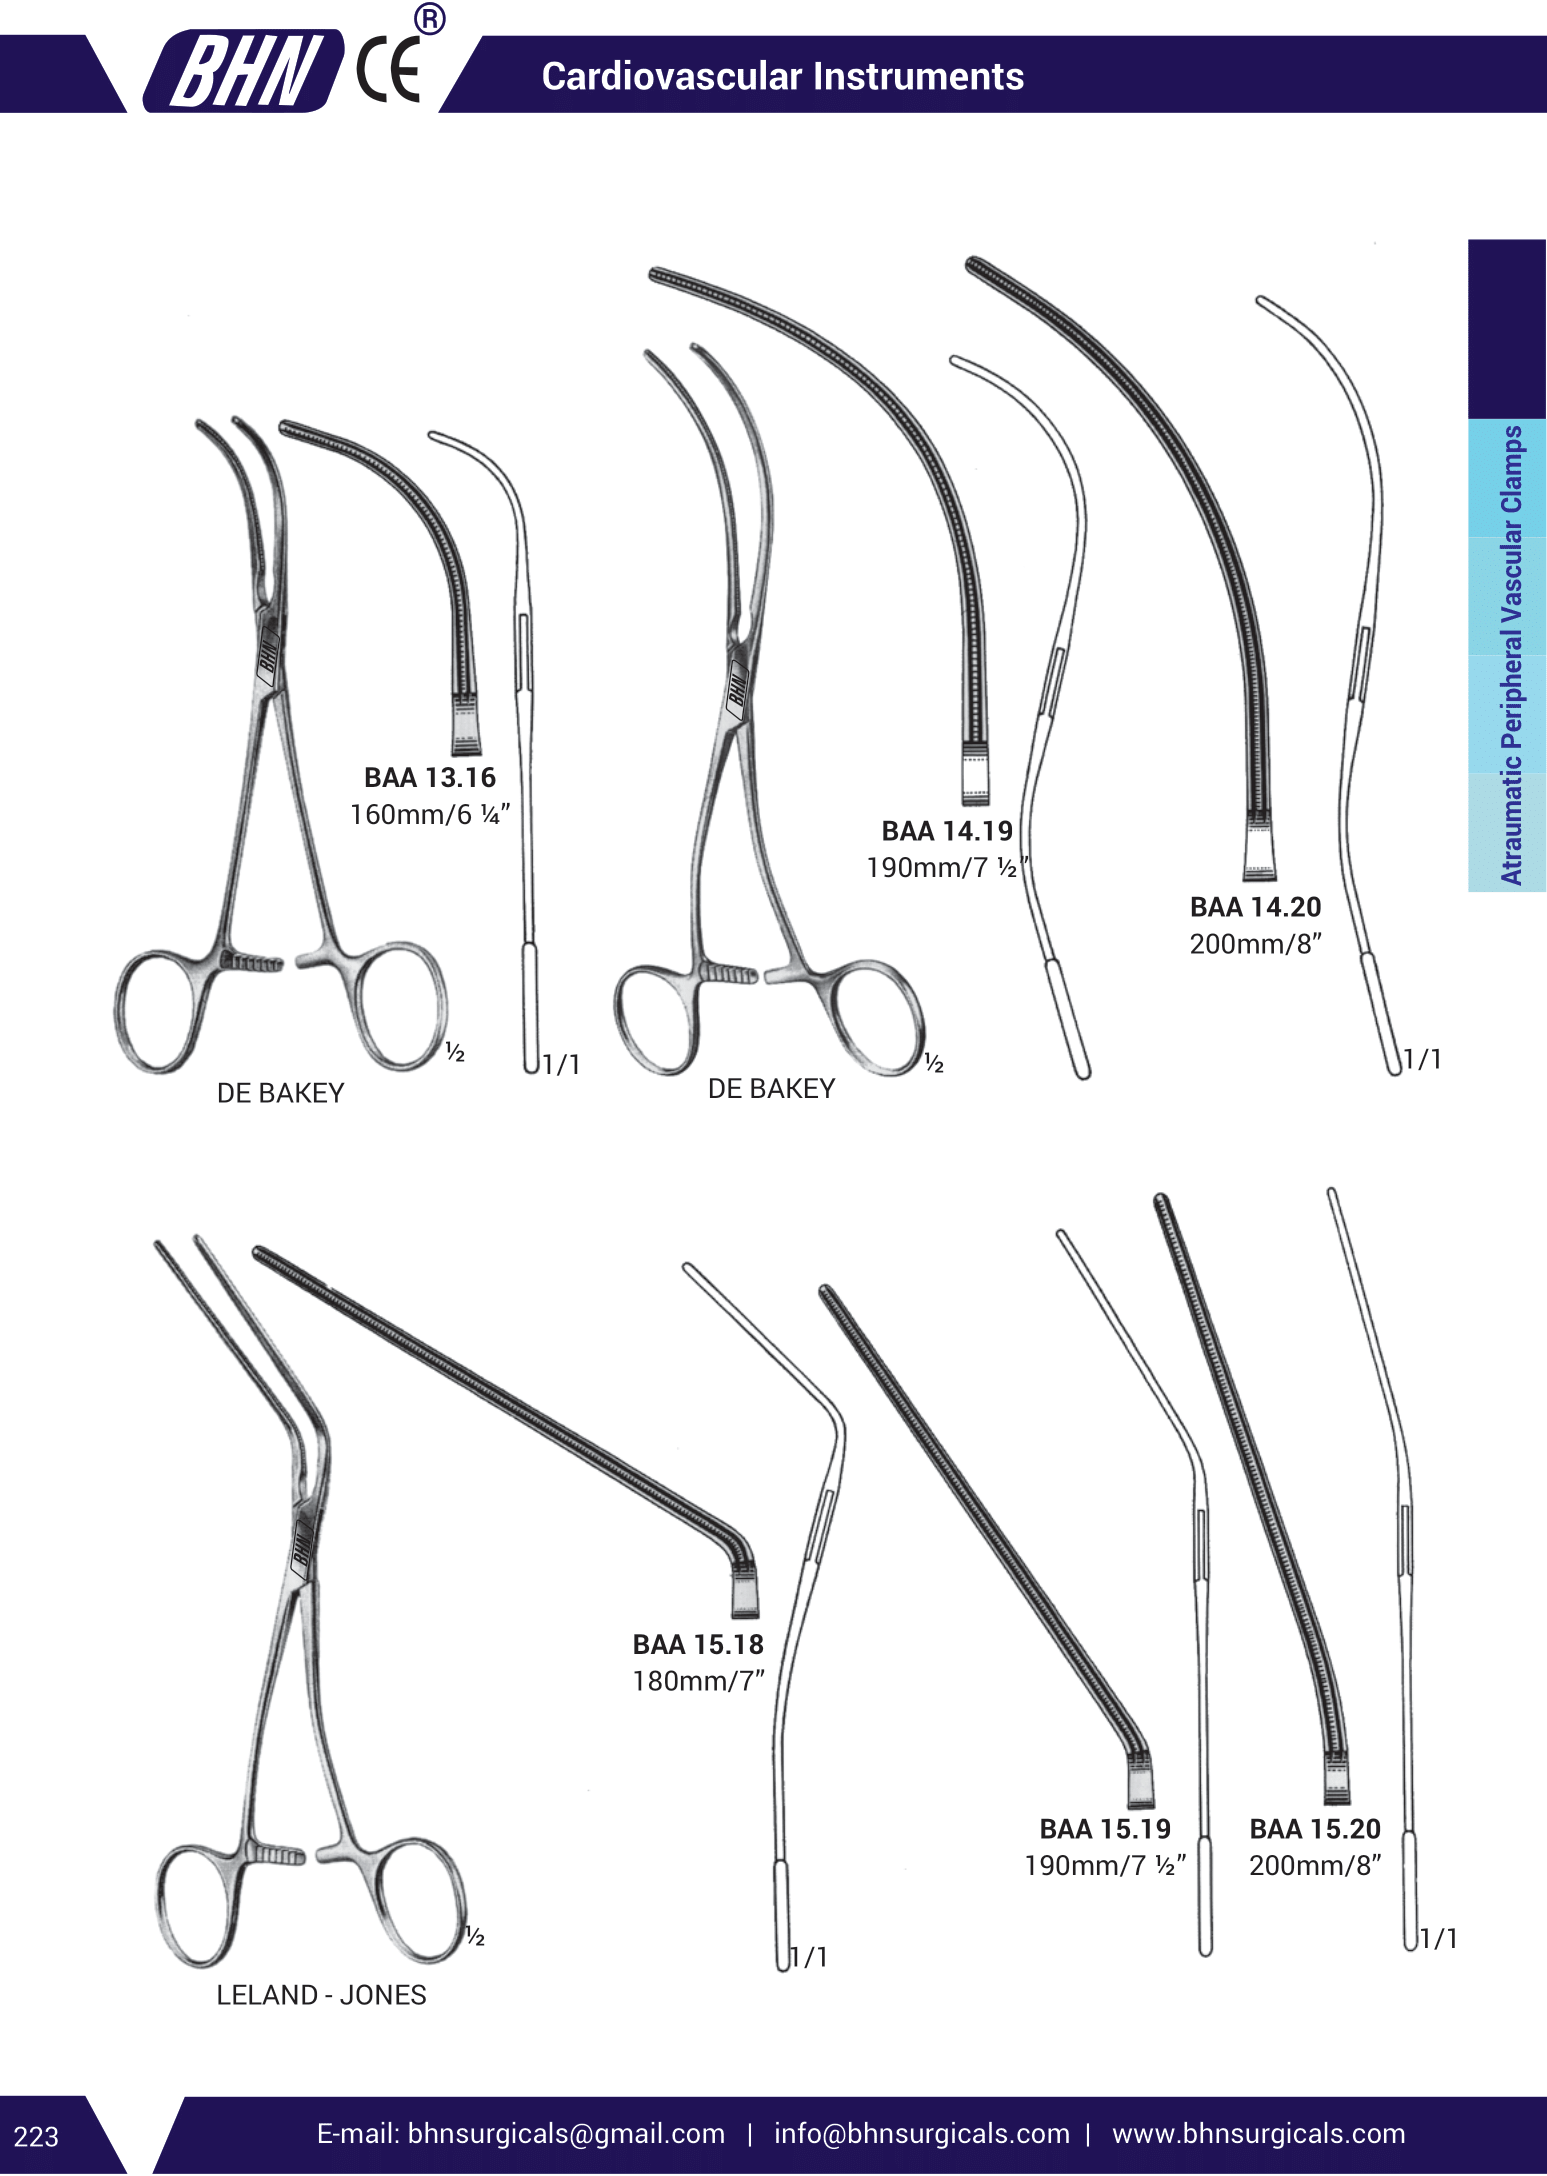 BHN CE ®
Cardiovascular Instruments
Atraumatic Peripheral Vascular Clamps
BHN
BAA 13.16
160mm/6 ¼”
½
1/1
DE BAKEY
BHN
BAA 14.19
190mm/7 ½”
½
DE BAKEY
BAA 14.20
200mm/8”
1/1
BHN
BAA 15.18
180mm/7”
½
1/1
LELAND - JONES
BAA 15.19
190mm/7 ½”
BAA 15.20
200mm/8”
1/1
223
E-mail: bhnsurgicals@gmail.com | info@bhnsurgicals.com | www.bhnsurgicals.com